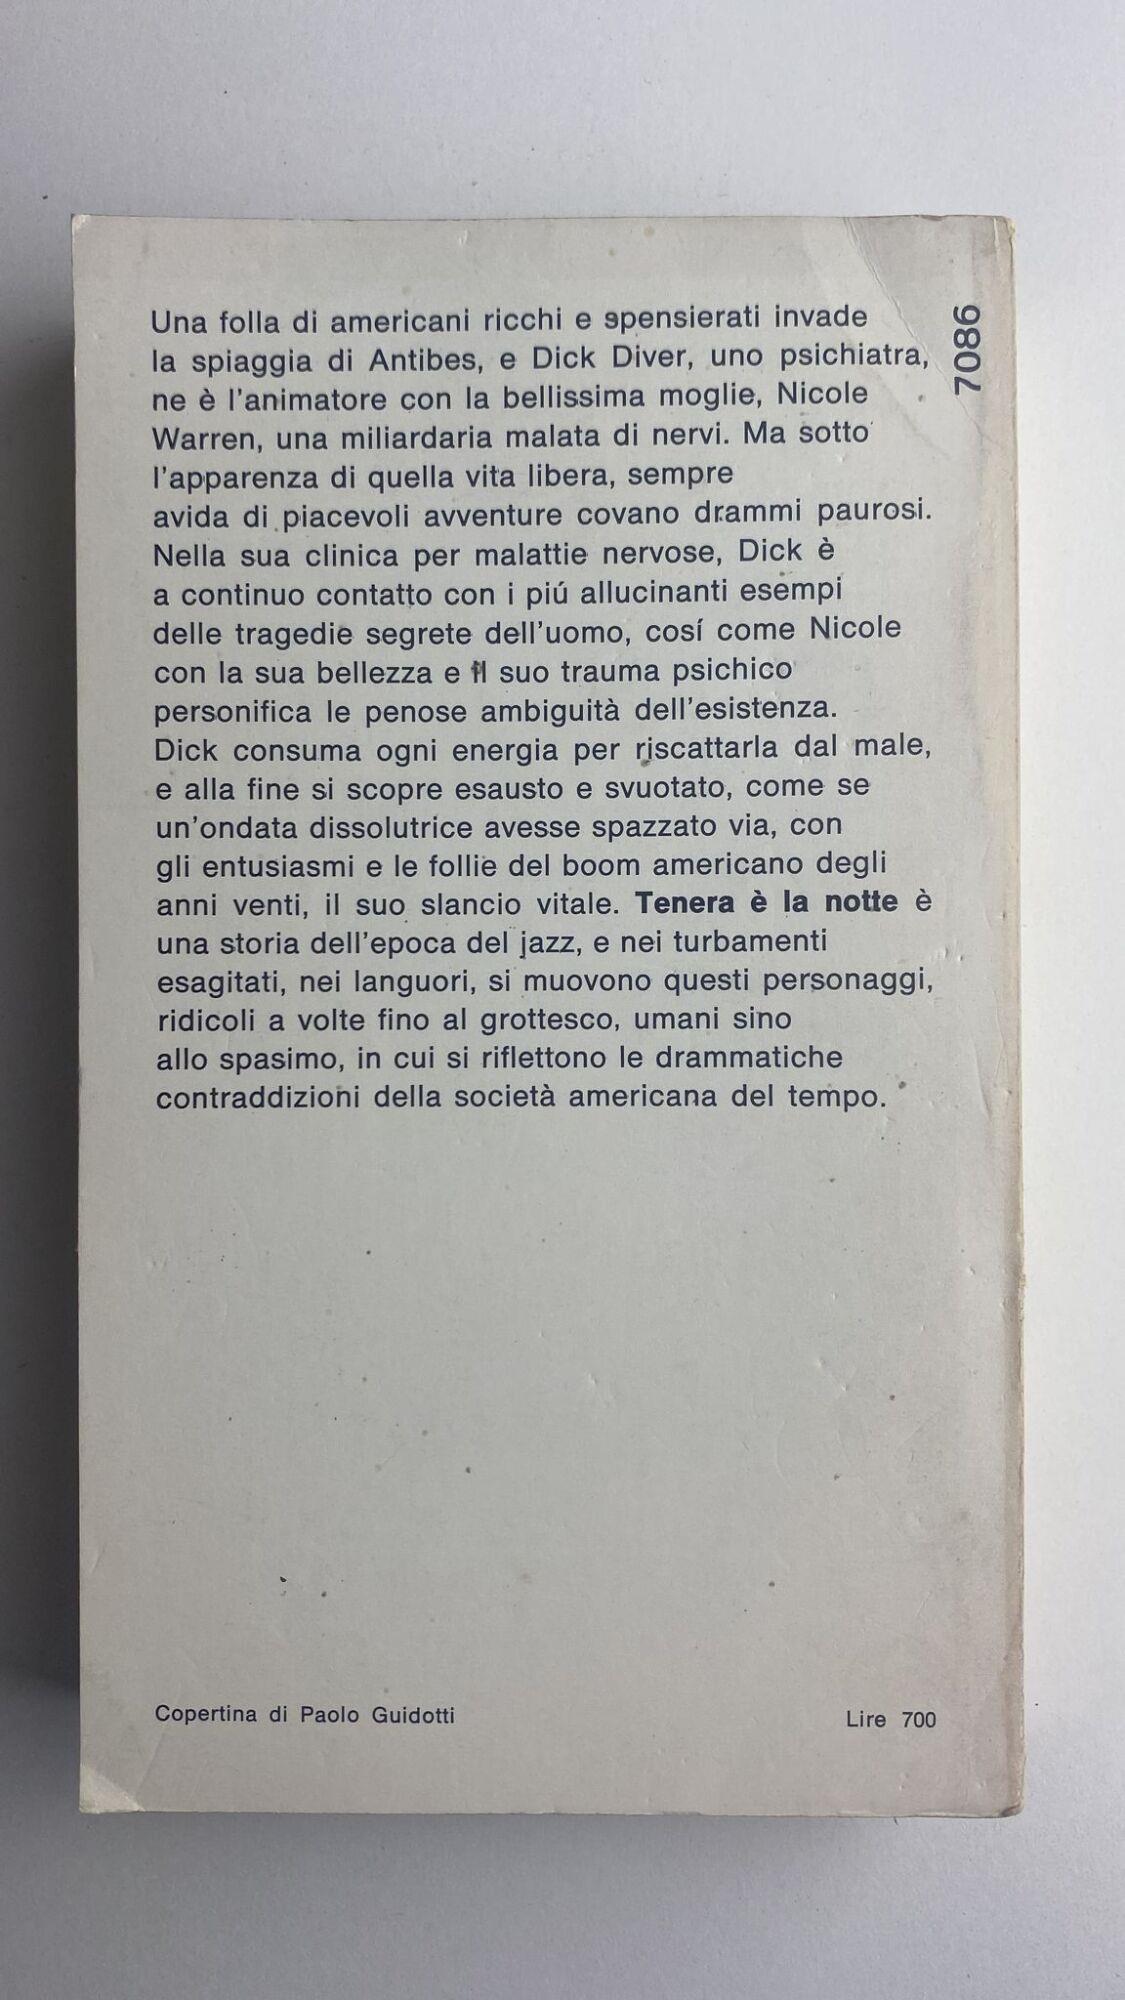 Una folla di americani ricchi e spensierati invade
la spiaggia di Antibes, e Dick Diver, uno psichiatra,
ne è l'animatore con la bellissima moglie, Nicole
Warren, una miliardaria malata di nervi. Ma sotto
l'apparenza di quella vita libera, sempre
avida di piacevoli avventure covano drammi paurosi.
Nella sua clinica per malattie nervose, Dick è
a continuo contatto con i piú allucinanti esempi
delle tragedie segrete dell'uomo, cosí come Nicole
con la sua bellezza e il suo trauma psichico
personifica le penose ambiguità dell'esistenza.
Dick consuma ogni energia per riscattarla dal male,
e alla fine si scopre esausto e svuotato, come se
un'ondata dissolutrice avesse spazzato via, con
gli entusiasmi e le follie del boom americano degli
anni venti, il suo slancio vitale. Tenera è la notte è
una storia dell'epoca del jazz, e nei turbamenti
esagitati, nei languori, si muovono questi personaggi,
ridicoli a volte fino al grottesco, umani sino
allo spasimo, in cui si riflettono le drammatiche
contraddizioni della società americana del tempo.
7086
Copertina di Paolo Guidotti
Lire 700